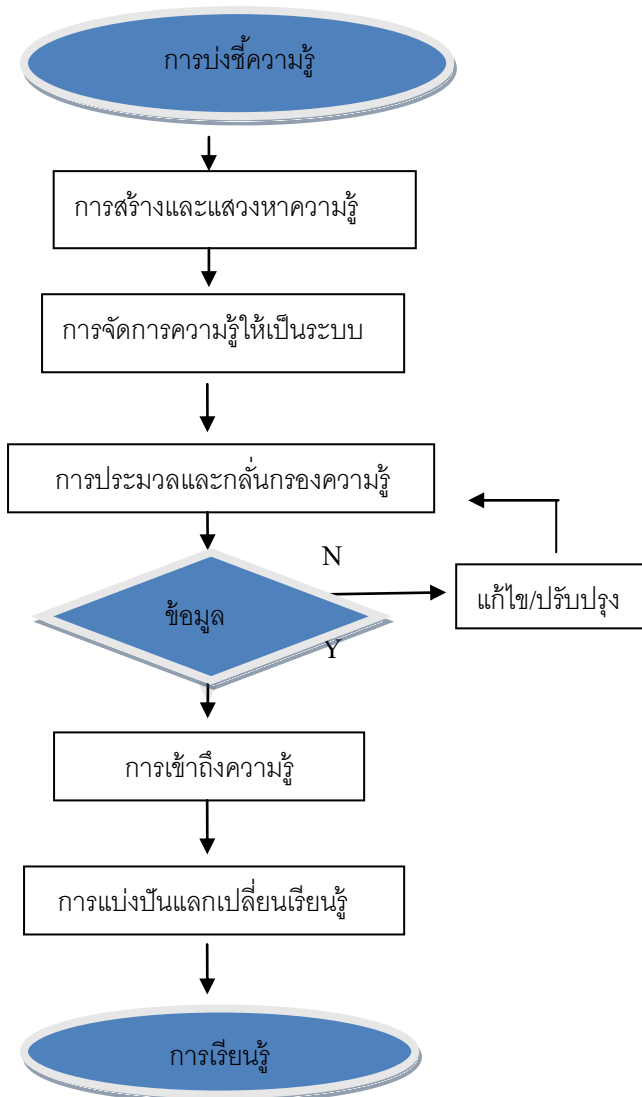 การบ่งชี้ความรู้
การสร้างและแสวงหาความรู้
การจัดการความรู้ให้เป็นระบบ
การประมวลและกลั่นกรองความรู้
N
ข้อมูล
แก้ไข/ปรับปรุง
Y
การเข้าถึงความรู้
การแบ่งปันแลกเปลี่ยนเรียนรู้
การเรียนรู้